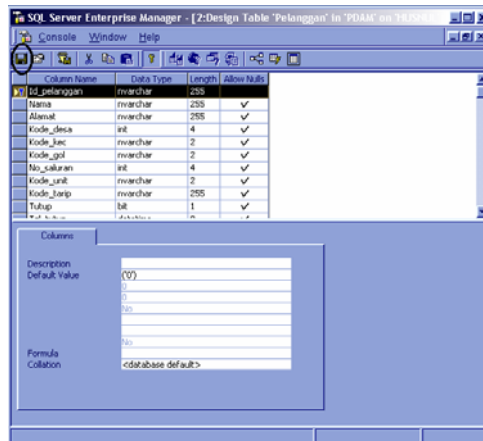 SQL Server Enterprise Manager - [2:Design Table 'Pelanggan' in 'PDAM' on
Console Window Help
Column Name Data Type Length Allow Nulls
Id_pelanggan nvarchar 255
Nama nvarchar 255
Alamat nvarchar 255
Kode_desa int 4
Kode_kec nvarchar 2
Kode_gol nvarchar 2
No_saluran int 4
Kode_unit nvarchar 2
Kode_tarip nvarchar 255
Tutup bit 1
Columns
Description
Default Value ('0')
0
0
No
No
Formula
Collation <database default>